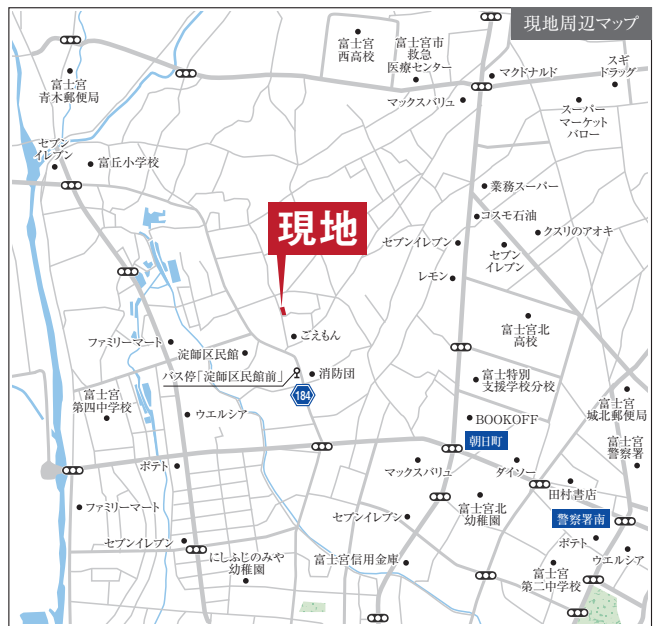 現地周辺マップ
富士宮
西高校
富士宮市
救急
医療センター
マクドナルド
スギ
ドラッグ
富士宮
青木郵便局
マックスバリュ
スーパー
マーケット
バロー
セブン
イレブン
富丘小学校
業務スーパー
コスモ石油
クスリのアオキ
現地
セブンイレブン
セブン
イレブン
レモン
ごえもん
富士宮北
高校
ファミリーマート
淀師区民館
バス停「淀師区民館前」
消防団
184
富士特別
支援学校分校
富士宮
第四中学校
ウエルシア
BOOKOFF
富士宮
城北郵便局
朝日町
富士宮
警察署
ポテト
マックスバリュ
ダイソー
田村書店
ファミリーマート
セブンイレブン
富士宮北
幼稚園
警察署南
セブンイレブン
にしふじのみや
幼稚園
富士宮信用金庫
ポテト
ウエルシア
富士宮
第二中学校